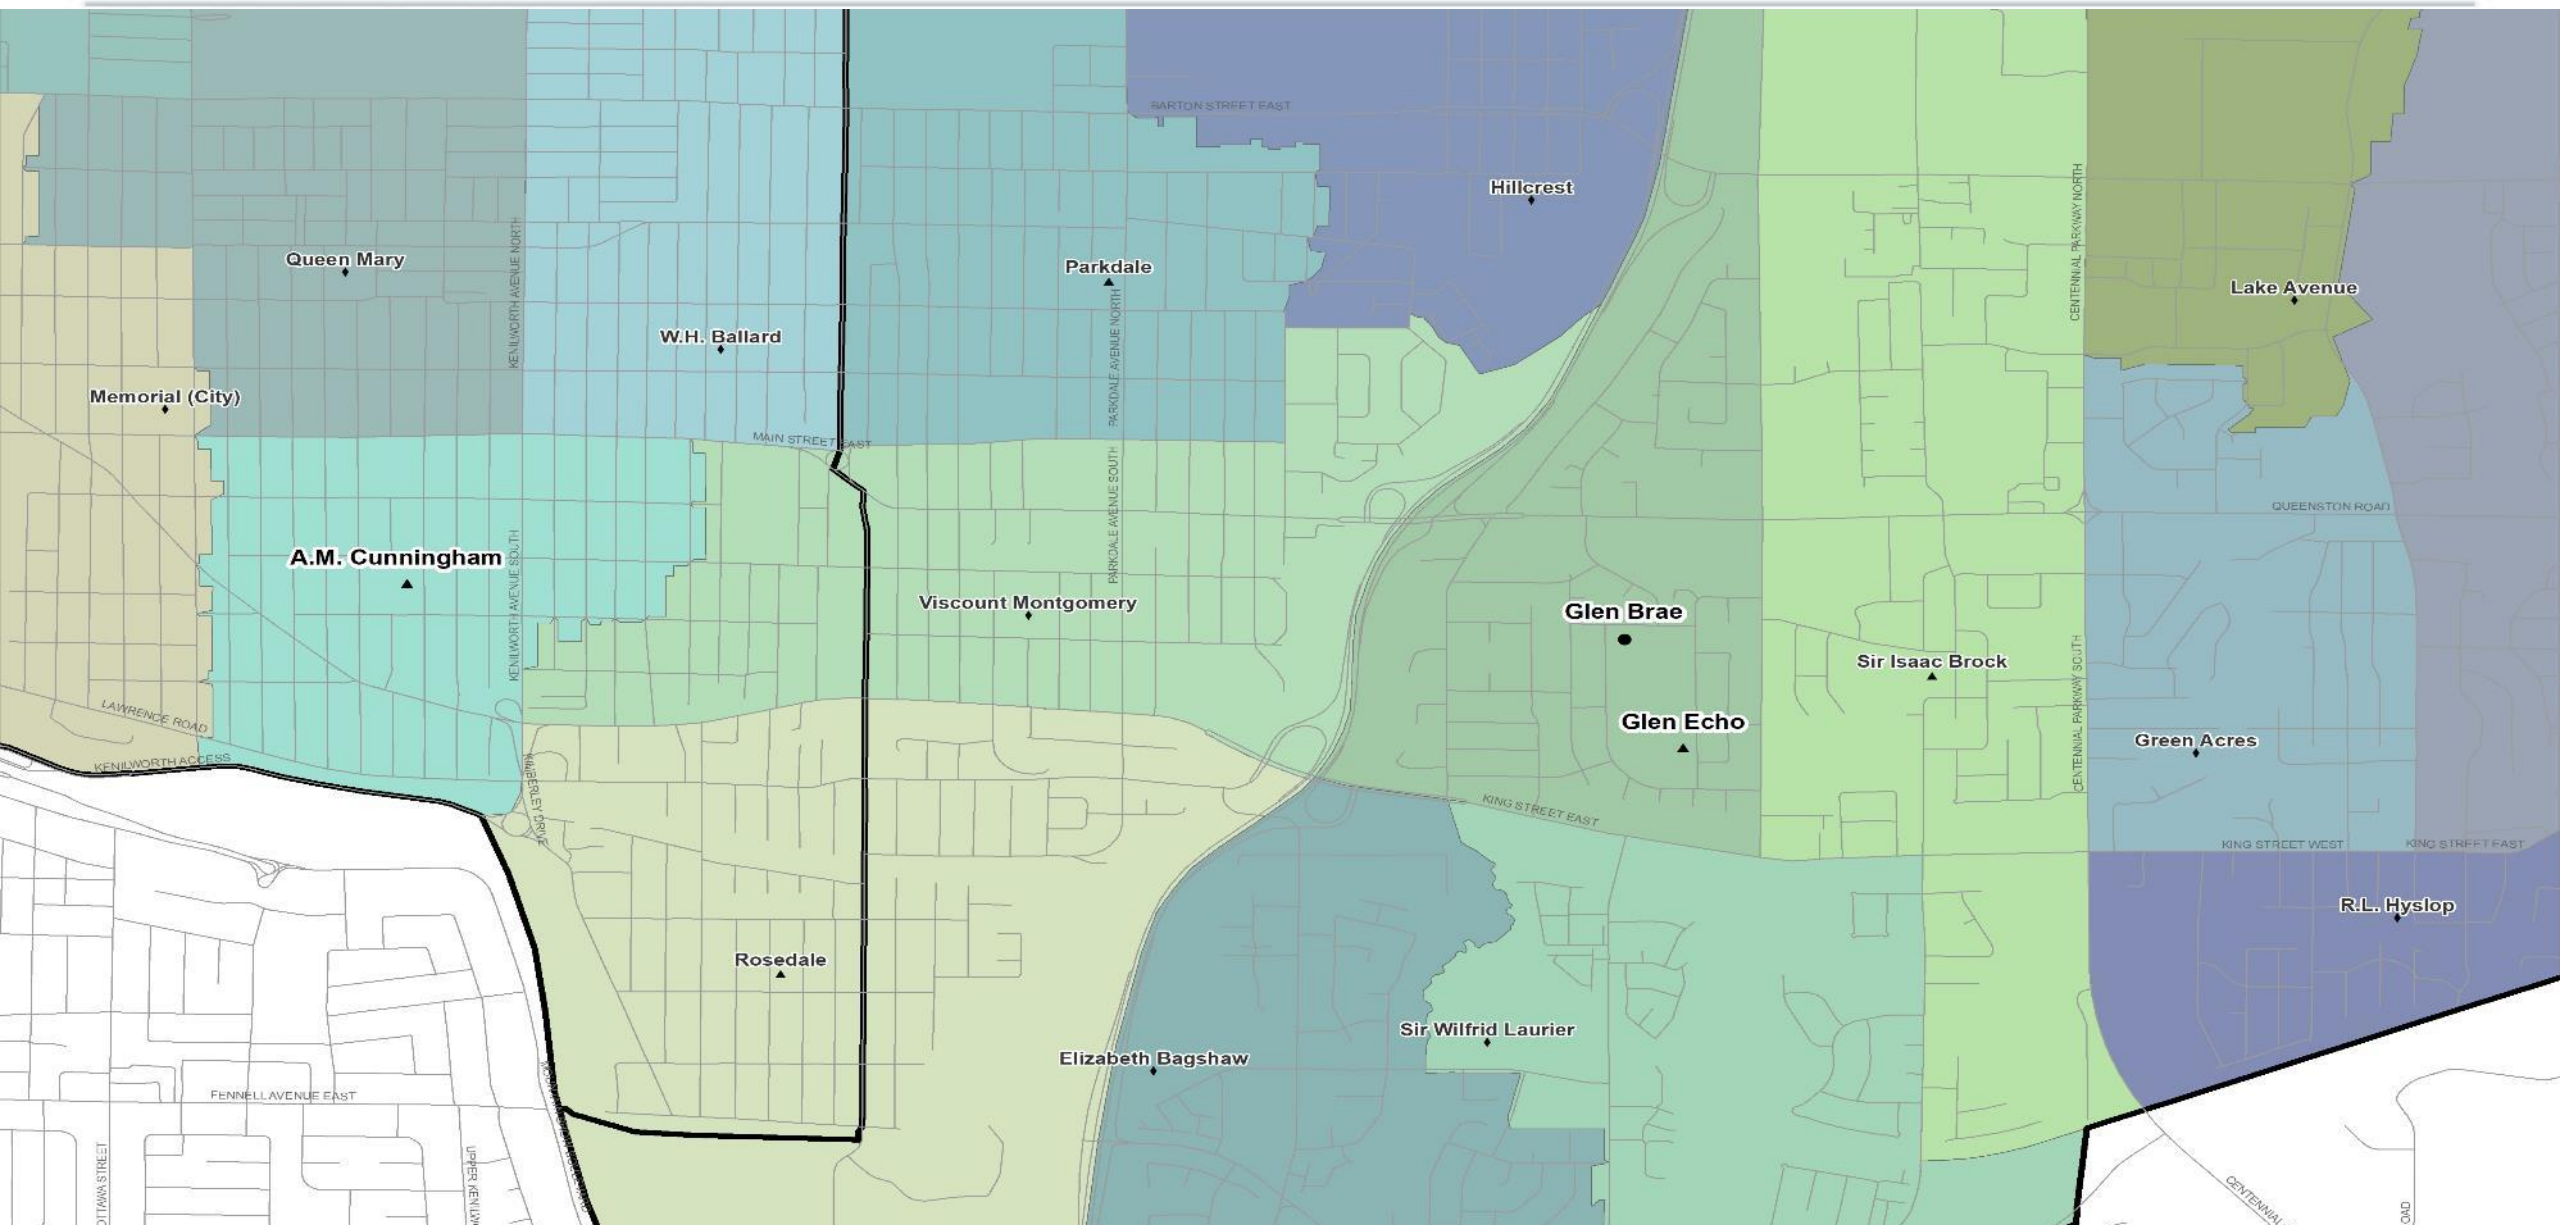 BARTON STREET EAST
Hillcrest
CENTENNIAL PARKWAY NORTH
Queen Mary
KENILWORTH AVENUE NORTH
Parkdale
PARKDALE AVENUE NORTH
Lake Avenue
W.H. Ballard
Memorial (City)
MAIN STREET EAST
PARKDALE AVENUE SOUTH
QUEENSTON ROAD
A.M. Cunningham
KENILWORTH AVENUE SOUTH
Viscount Montgomery
Glen Brae
Sir Isaac Brock
CENTENNIAL PARKWAY SOUTH
LAWRENCE ROAD
Glen Echo
Green Acres
KENILWORTH ACCESS
KIMBERLEY DRIVE
KING STREET EAST
KING STREET WEST
KING STREET EAST
R.L. Hyslop
Rosedale
Sir Wilfrid Laurier
Elizabeth Bagshaw
FENNELL AVENUE EAST
OTTAWA STREET
UPPER KENILW
CENTENNIAL
OAD